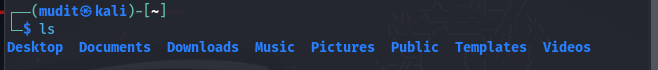 ┌──(mudit㉿kali)-[~]
└─$ ls
Desktop  Documents  Downloads  Music  Pictures  Public  Templates  Videos